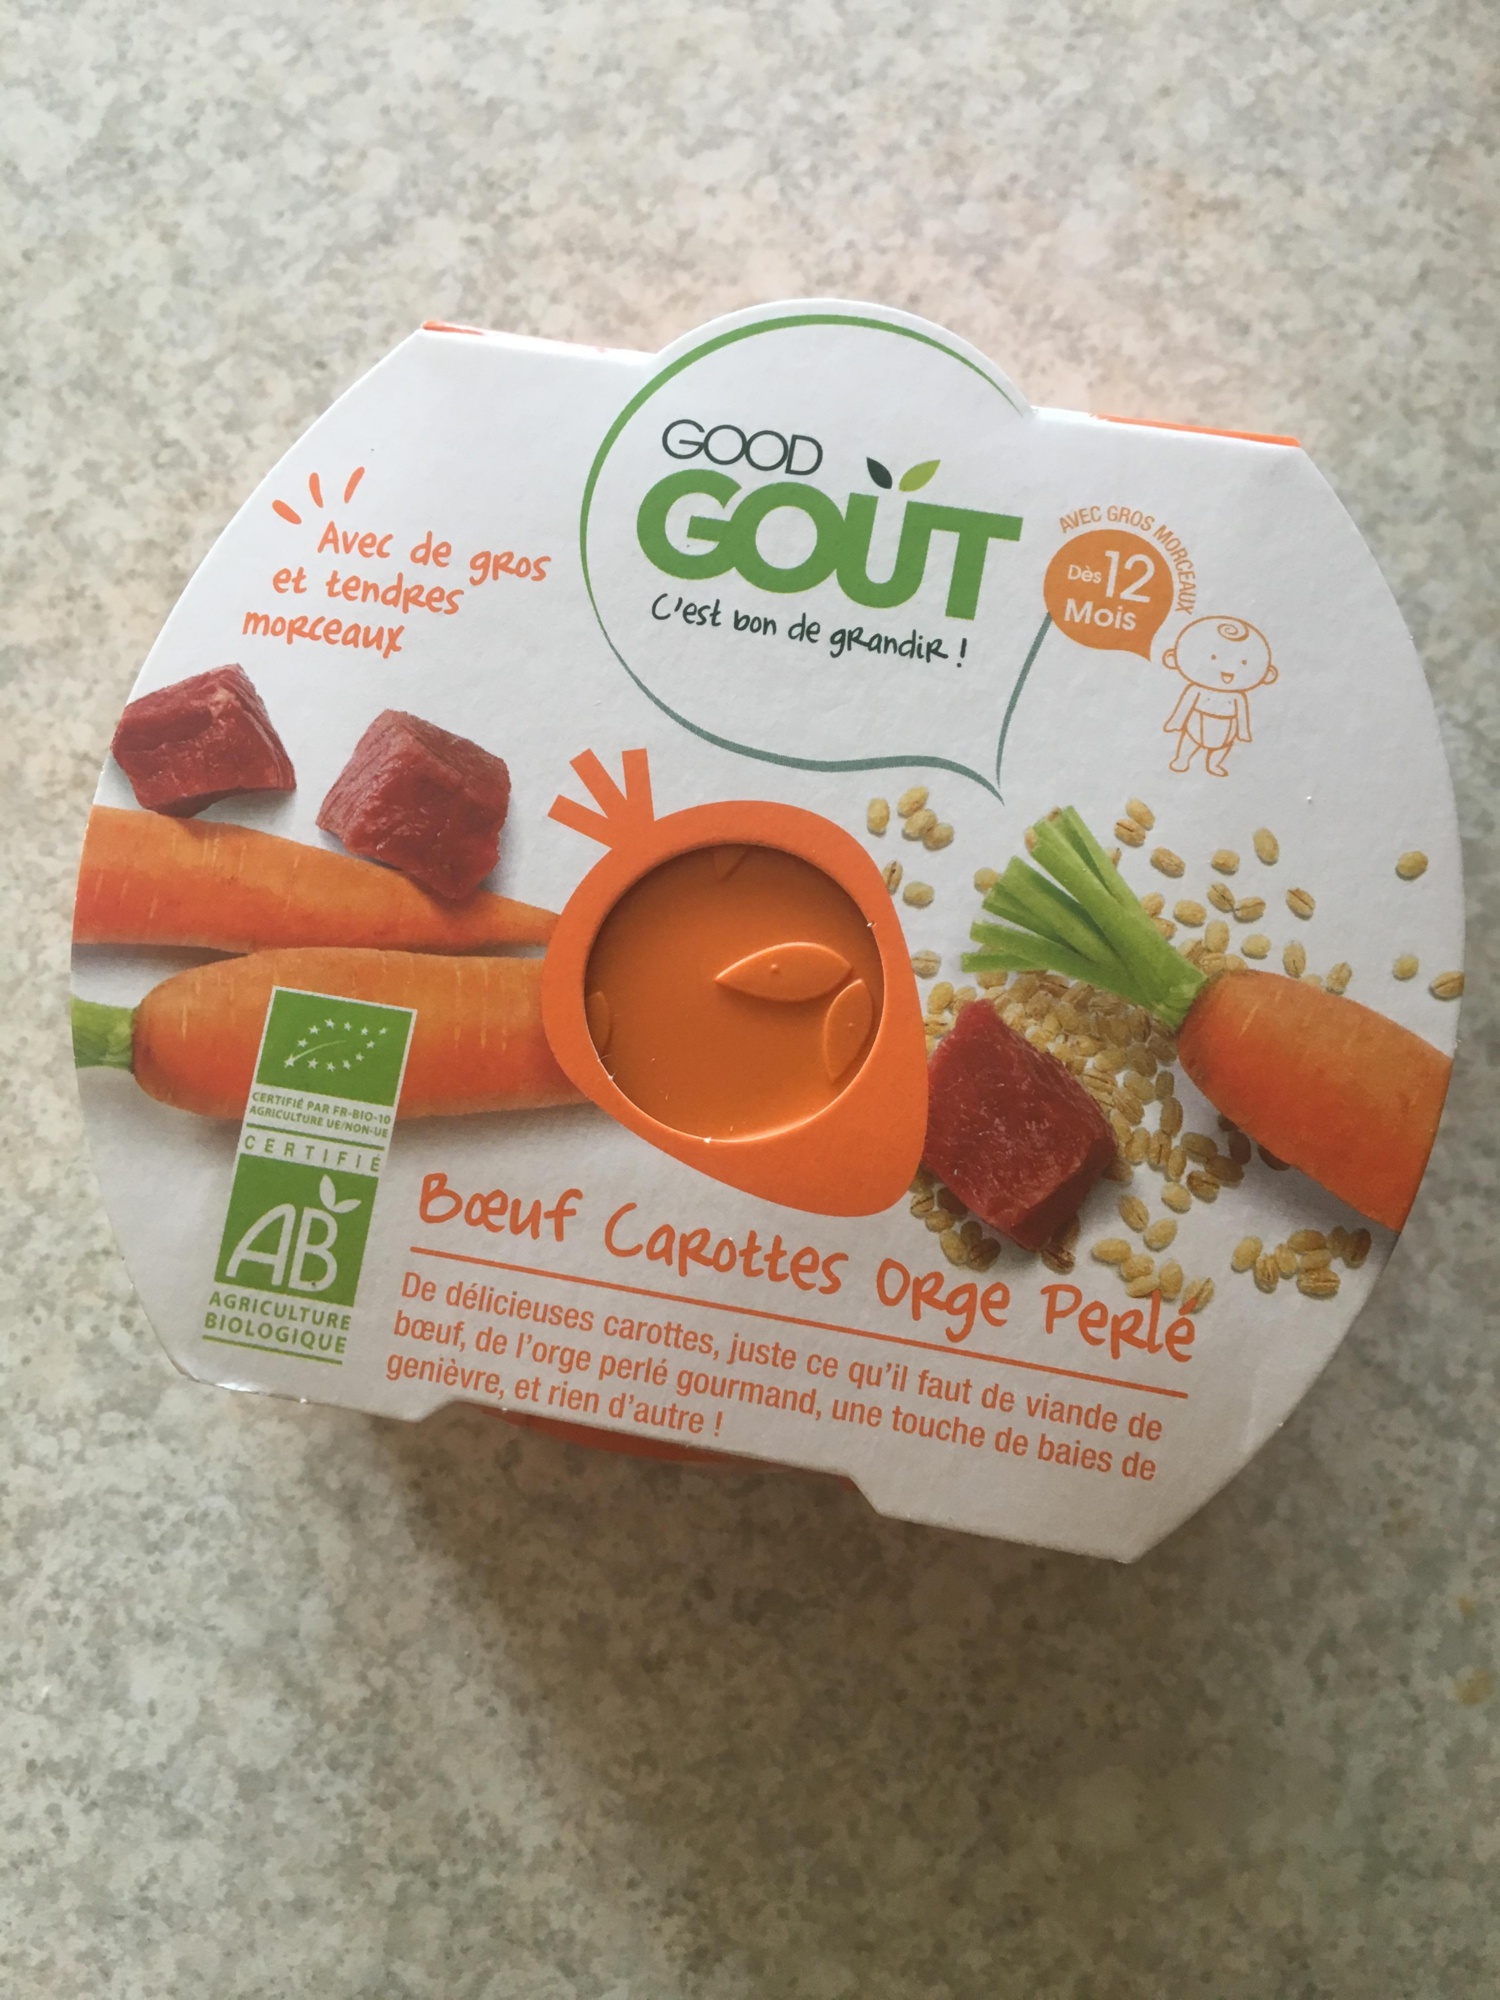 GOOD
GOÛT
C'est bon de grandir !
Avec de gros
et tendres
morceaux
AVEC GROS MORCEAUX
Dès 12
Mois
CERTIFIÉ PAR FR-BIO-10
AGRICULTURE UE/NON-UE
CERTIFIÉ
AB
AGRICULTURE
BIOLOGIQUE
Bœuf Carottes Orge Perlé
De délicieuses carottes, juste ce qu'il faut de viande de
bœuf, de l'orge perlé gourmand, une touche de baies de
genièvre, et rien d'autre !